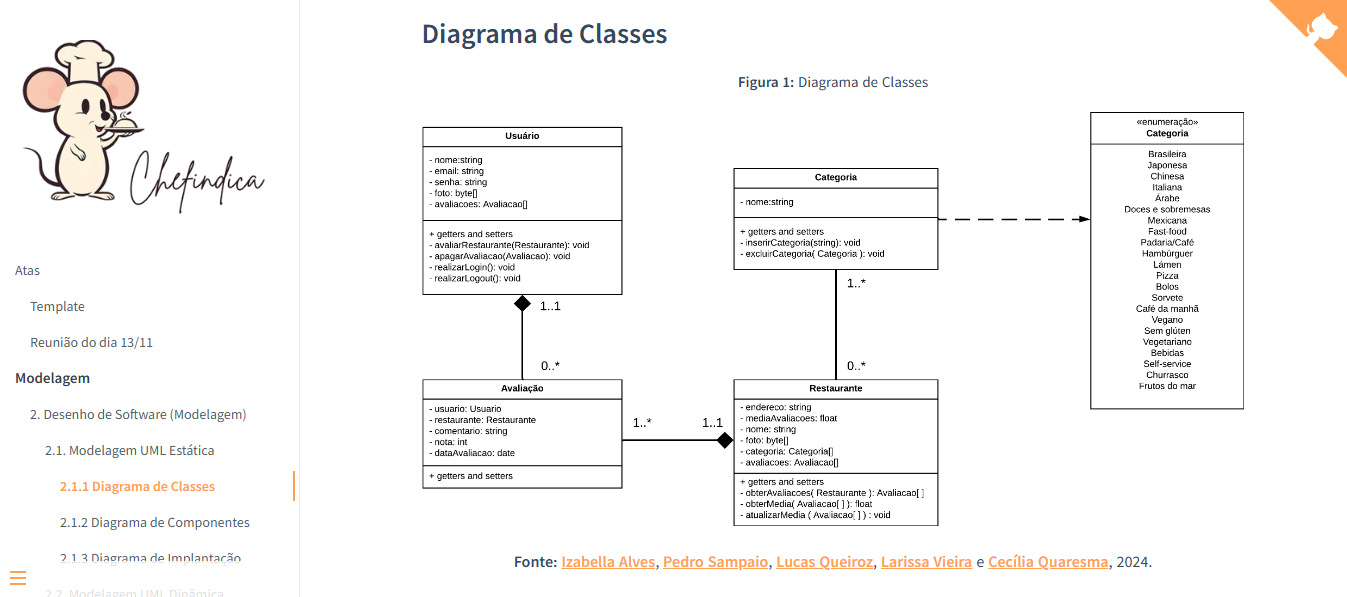 Chefindica
Atas
Template
Reunião do dia 13/11
Modelagem
2. Desenho de Software (Modelagem)
2.1. Modelagem UML Estática
2.1.1 Diagrama de Classes
2.1.2 Diagrama de Componentes
2.1.3 Diagrama de Implantação
2.2. Modelagem UML Dinâmica
Diagrama de Classes
Figura 1: Diagrama de Classes
Usuário
- nome:string
- email: string
- senha: string
- foto: byte[]
- avaliacoes: Avaliacao[]
+ getters and setters
- avaliarRestaurante(Restaurante): void
- apagarAvaliacao(Avaliacao): void
- realizarLogin(): void
- realizarLogout(): void
1..1
0..*
Avaliação
- usuario: Usuario
- restaurante: Restaurante
- comentario: string
- nota: int
- dataAvaliacao: date
+ getters and setters
1..*
1..1
Categoria
- nome:string
+ getters and setters
- inserirCategoria(string): void
- excluirCategoria( Categoria ): void
1..*
0..*
Restaurante
- endereco: string
- mediaAvaliacoes: float
- nome: string
- foto: byte[]
- categoria: Categoria[]
- avaliacoes: Avaliacao[]
+ getters and setters
- obterAvaliacoes( Restaurante ): Avaliacao[ ]
- obterMedia( Avaliacao[ ] ): float
- atualizarMedia ( Avaliacao[ ] ) : void
«enumeração»
Categoria
Brasileira
Japonesa
Chinesa
Italiana
Árabe
Doces e sobremesas
Mexicana
Fast-food
Padaria/Café
Hambúrguer
Lámen
Pizza
Bolos
Sorvete
Café da manhã
Vegano
Sem glúten
Vegetariano
Bebidas
Self-service
Churrasco
Frutos do mar
Fonte: Izabella Alves, Pedro Sampaio, Lucas Queiroz, Larissa Vieira e Cecília Quaresma, 2024.